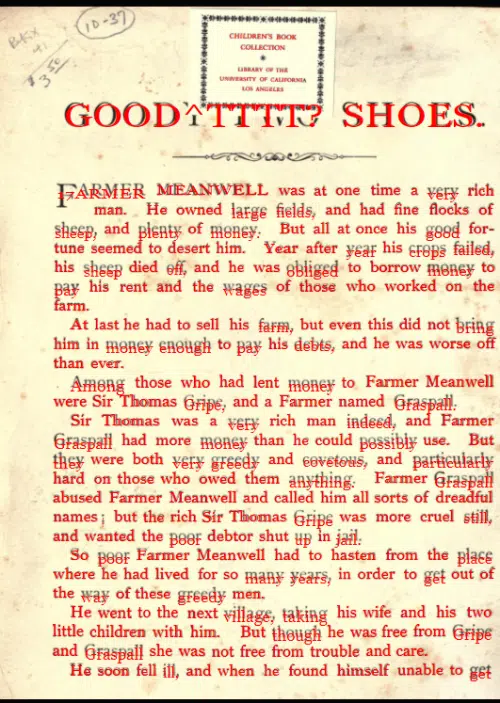 10-37
$3.50
CHILDREN'S BOOK
COLLECTION
LIBRARY OF THE
UNIVERSITY OF CALIFORNIA
LOS ANGELES
GOOD SHOES.
FARMER MEANWELL was at one time a very rich
man. He owned large fields, and had fine flocks of
sheep, and plenty of money. But all at once his good for-
tune seemed to desert him. Year after year his crops failed,
his sheep died off, and he was obliged to borrow money to
pay his rent and the wages of those who worked on the
farm.
At last he had to sell his farm, but even this did not bring
him in money enough to pay his debts, and he was worse off
than ever.
Among those who had lent money to Farmer Meanwell
were Sir Thomas Gripe, and a Farmer named Graspall.
Sir Thomas was a very rich man indeed, and Farmer
Graspall had more money than he could possibly use. But
they were both very greedy and covetous, and particularly
hard on those who owed them anything. Farmer Graspall
abused Farmer Meanwell and called him all sorts of dreadful
names; but the rich Sir Thomas Gripe was more cruel still,
and wanted the poor debtor shut up in jail.
So poor Farmer Meanwell had to hasten from the place
where he had lived for so many years, in order to get out of
the way of these greedy men.
He went to the next village, taking his wife and his two
little children with him. But though he was free from Gripe
and Graspall she was not free from trouble and care.
He soon fell ill, and when he found himself unable to get